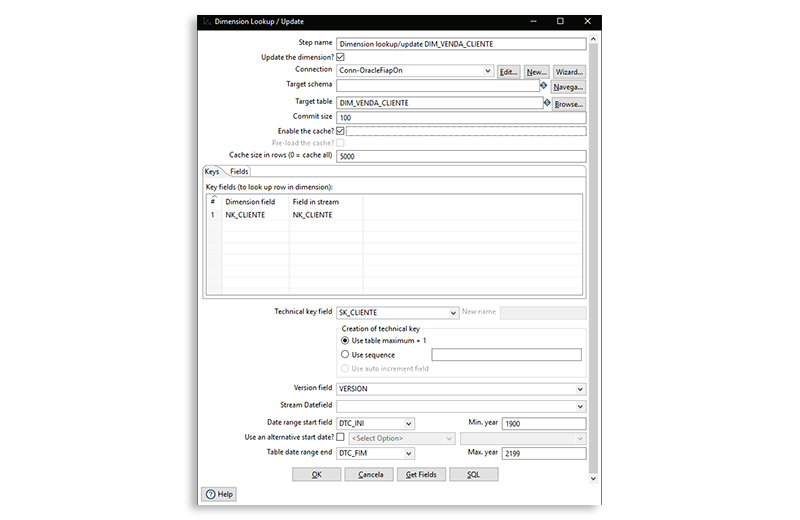 Dimension Lookup / Update
Step name Dimension lookup/update DIM_VENDA_CLIENTE
Update the dimension?
Connection Conn-OracleFiapOn Edit... New... Wizard...
Target schema Navega...
Target table DIM_VENDA_CLIENTE Browse...
Commit size 100
Enable the cache?
Pre-load the cache?
Cache size in rows (0 = cache all) 5000
Keys Fields
Key fields (to look up row in dimension):
# Dimension field Field in stream
1 NK_CLIENTE NK_CLIENTE
Technical key field SK_CLIENTE New name
Creation of technical key
Use table maximum + 1
Use sequence
Use auto increment field
Version field VERSION
Stream Datefield
Date range start field DTC_INI Min. year 1900
Use an alternative start date? <Select Option>
Table date range end DTC_FIM Max. year 2199
OK Cancela Get Fields SQL
Help